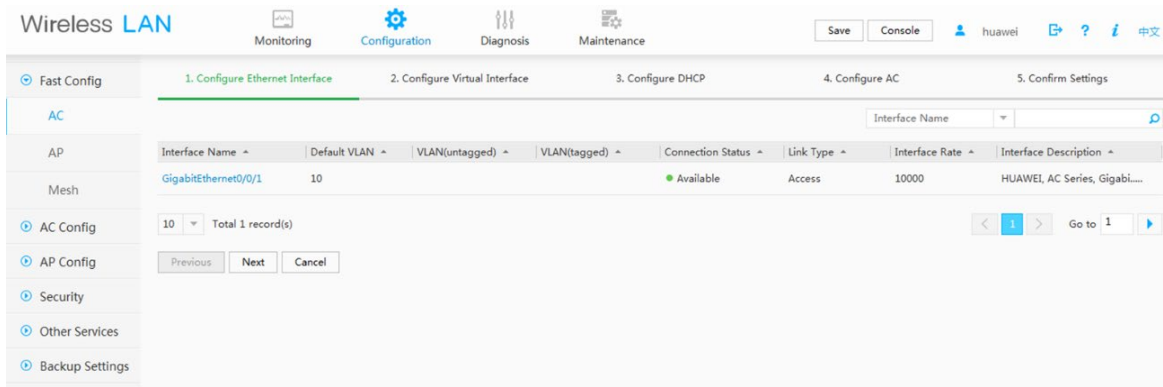 Wireless LAN
Monitoring
Configuration
Diagnosis
Maintenance
Save
Console
huawei
?
i
中文
Fast Config
AC
AP
Mesh
AC Config
AP Config
Security
Other Services
Backup Settings
1. Configure Ethernet Interface
2. Configure Virtual Interface
3. Configure DHCP
4. Configure AC
5. Confirm Settings
Interface Name
Interface Name Default VLAN VLAN(untagged) VLAN(tagged) Connection Status Link Type Interface Rate Interface Description
GigabitEthernet0/0/1 10 Available Access 10000 HUAWEI, AC Series, Gigabi.....
10 Total 1 record(s)
< 1 > Go to 1
Previous Next Cancel